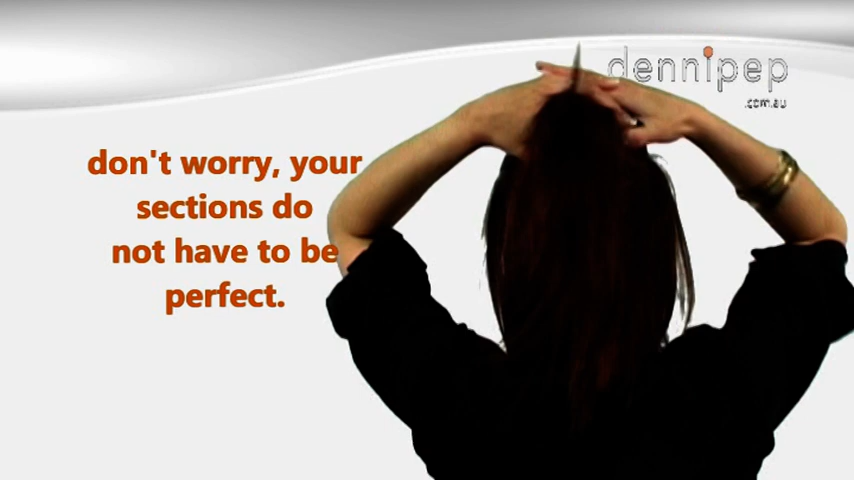 dennipep
.com.au
don't worry, your
sections do
not have to be
perfect.